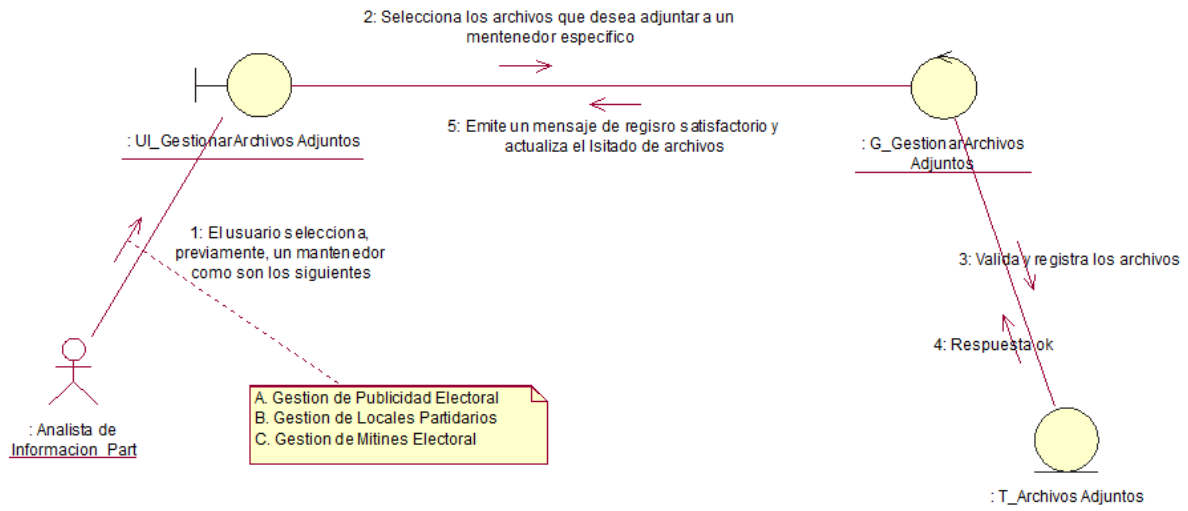 2: Selecciona los archivos que desea adjuntar a un
mentenedor específico
5: Emite un mensaje de regisro satisfactorio y
actualiza el lsitado de archivos
: UI_GestionarArchivos Adjuntos
: G_GestionarArchivos
Adjuntos
1: El usuario selecciona,
previamente, un mantenedor
como son los siguientes
3: Valida y registra los archivos
4: Respuesta ok
A. Gestion de Publicidad Electoral
B. Gestion de Locales Partidarios
C. Gestion de Mitines Electoral
: Analista de
Informacion_Part
: T_Archivos Adjuntos